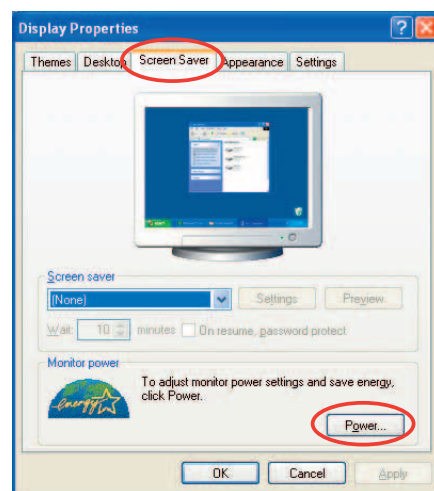 Display Properties
Themes Desktop Screen Saver Appearance Settings
Screen saver
(None) Settings Preview
Wait: 10 minutes On resume, password protect
Monitor power
To adjust monitor power settings and save energy,
click Power.
energy
Power...
OK Cancel Apply